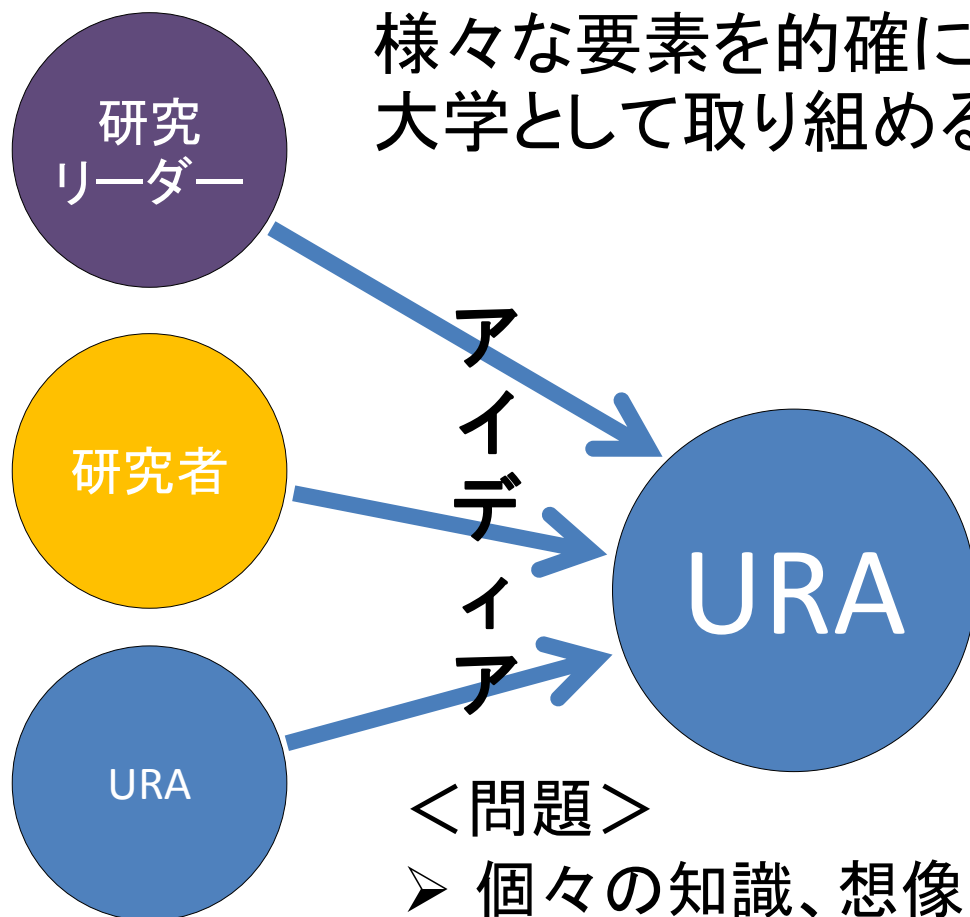 様々な要素を的確に
大学として取り組める
研究
リーダー
アイディア
研究者
URA
URA
＜問題＞
➢ 個々の知識、想像